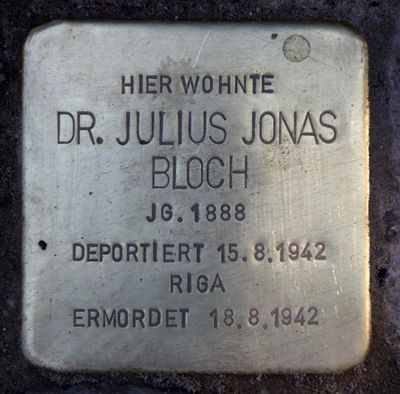 HIER WOHNTE
DR. JULIUS JONAS
BLOCH
JG. 1888
DEPORTIERT 15.8.1942
RIGA
ERMORDET 18.8.1942